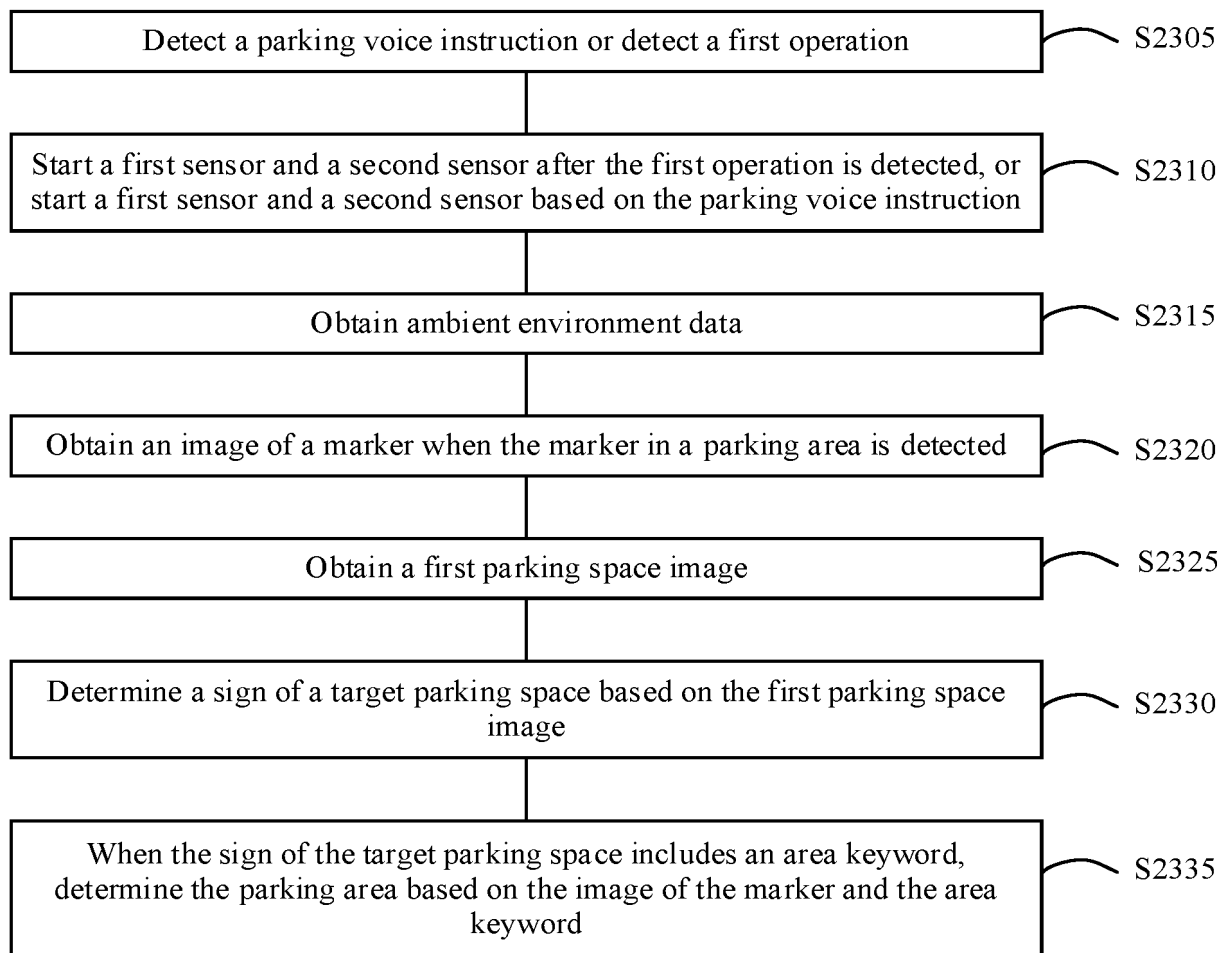 Detect a parking voice instruction or detect a first operation
S2305
Start a first sensor and a second sensor after the first operation is detected, or
start a first sensor and a second sensor based on the parking voice instruction
S2310
Obtain ambient environment data
S2315
Obtain an image of a marker when the marker in a parking area is detected
S2320
Obtain a first parking space image
S2325
Determine a sign of a target parking space based on the first parking space
image
S2330
When the sign of the target parking space includes an area keyword,
determine the parking area based on the image of the marker and the area
keyword
S2335